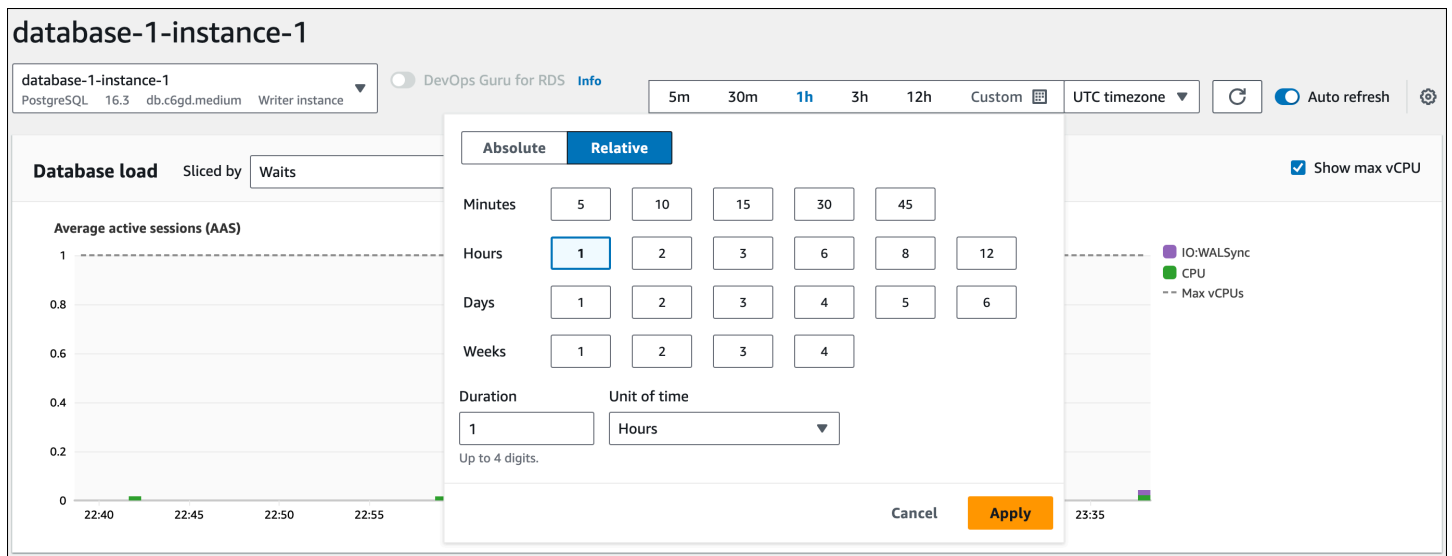 database-1-instance-1
database-1-instance-1
PostgreSQL 16.3 db.c6gd.medium Writer instance
DevOps Guru for RDS Info
5m 30m 1h 3h 12h Custom UTC timezone Auto refresh
Absolute Relative
Database load Sliced by Waits Show max vCPU
Minutes 5 10 15 30 45
Average active sessions (AAS)
Hours 1 2 3 6 8 12
1
IO:WALSync
CPU
Max vCPUs
Days 1 2 3 4 5 6
0.8
Weeks 1 2 3 4
0.6
Duration Unit of time
0.4
1 Hours
Up to 4 digits.
0.2
0
22:40 22:45 22:50 22:55 23:35
Cancel Apply